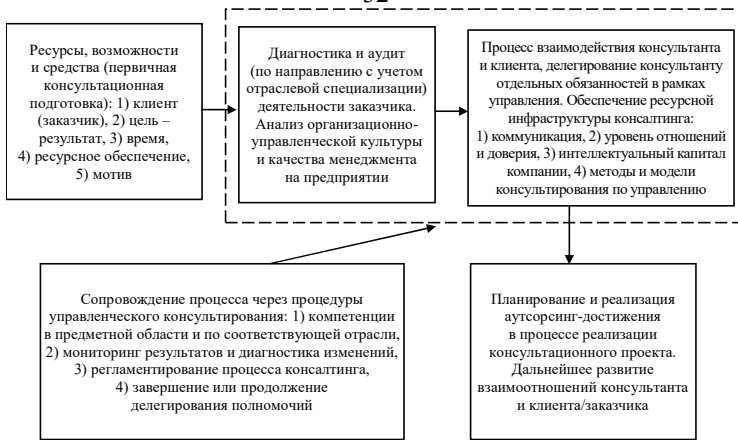 Ресурсы, возможности
и средства (первичная
консультационная
подготовка): 1) клиент
(заказчик), 2) цель –
результат, 3) время,
4) ресурсное обеспечение,
5) мотив
Диагностика и аудит
(по направлению с учетом
отраслевой специализации)
деятельности заказчика.
Анализ организационно-
управленческой культуры
и качества менеджмента
на предприятии
Процесс взаимодействия консультанта
и клиента, делегирование консультанту
отдельных обязанностей в рамках
управления. Обеспечение ресурсной
инфраструктуры консалтинга:
1) коммуникация, 2) уровень отношений
и доверия, 3) интеллектуальный капитал
компании, 4) методы и модели
консультирования по управлению
Сопровождение процесса через процедуры
управленческого консультирования: 1) компетенции
в предметной области и по соответствующей отрасли,
2) мониторинг результатов и диагностика изменений,
3) регламентирование процесса консалтинга,
4) завершение или продолжение
делегирования полномочий
Планирование и реализация
аутсорсинг-достижения
в процессе реализации
консультационного проекта.
Дальнейшее развитие
взаимоотношений консультанта
и клиента/заказчика